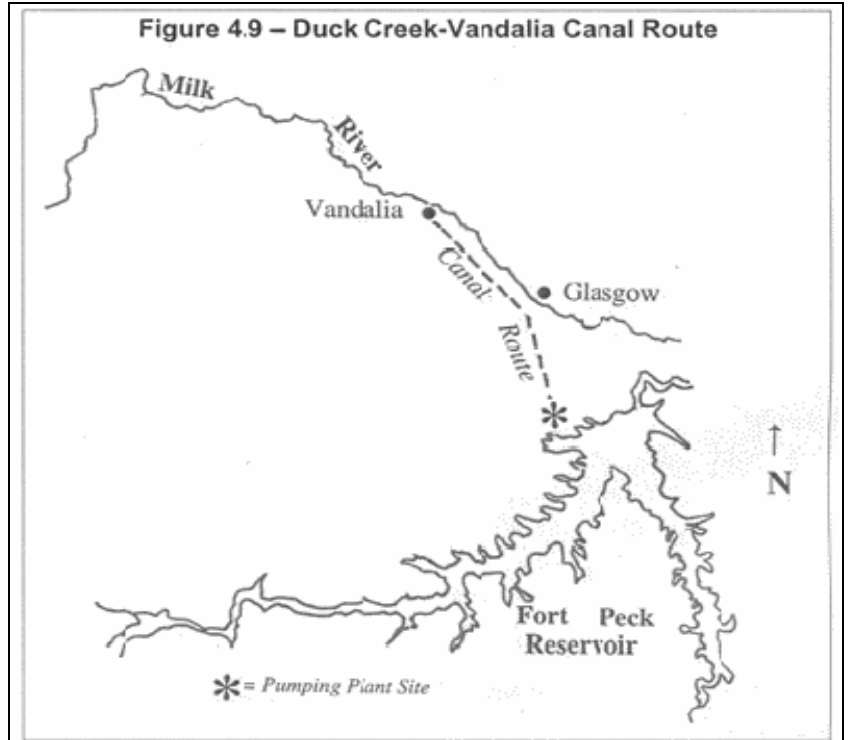 Figure 4.9 – Duck Creek-Vandalia Canal Route
Milk
River
Vandalia
Canal
Glasgow
Route
↑
N
Fort Peck
Reservoir
* = Pumping Plant Site